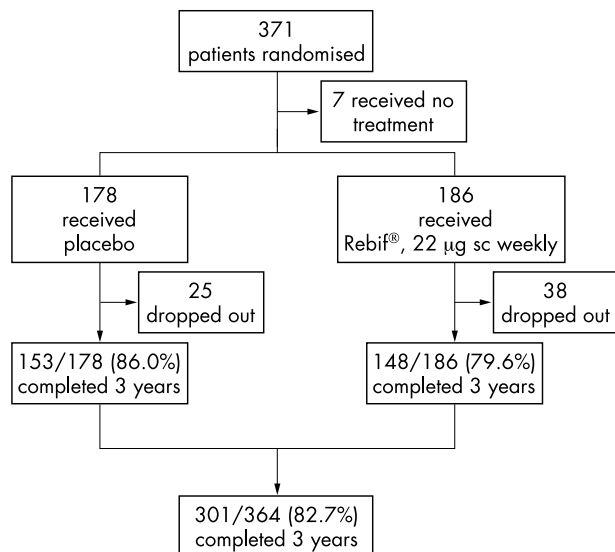 371
patients randomised
7 received no
treatment
178
received
placebo
186
received
Rebif®, 22 μg sc weekly
25
dropped out
38
dropped out
153/178 (86.0%)
completed 3 years
148/186 (79.6%)
completed 3 years
301/364 (82.7%)
completed 3 years